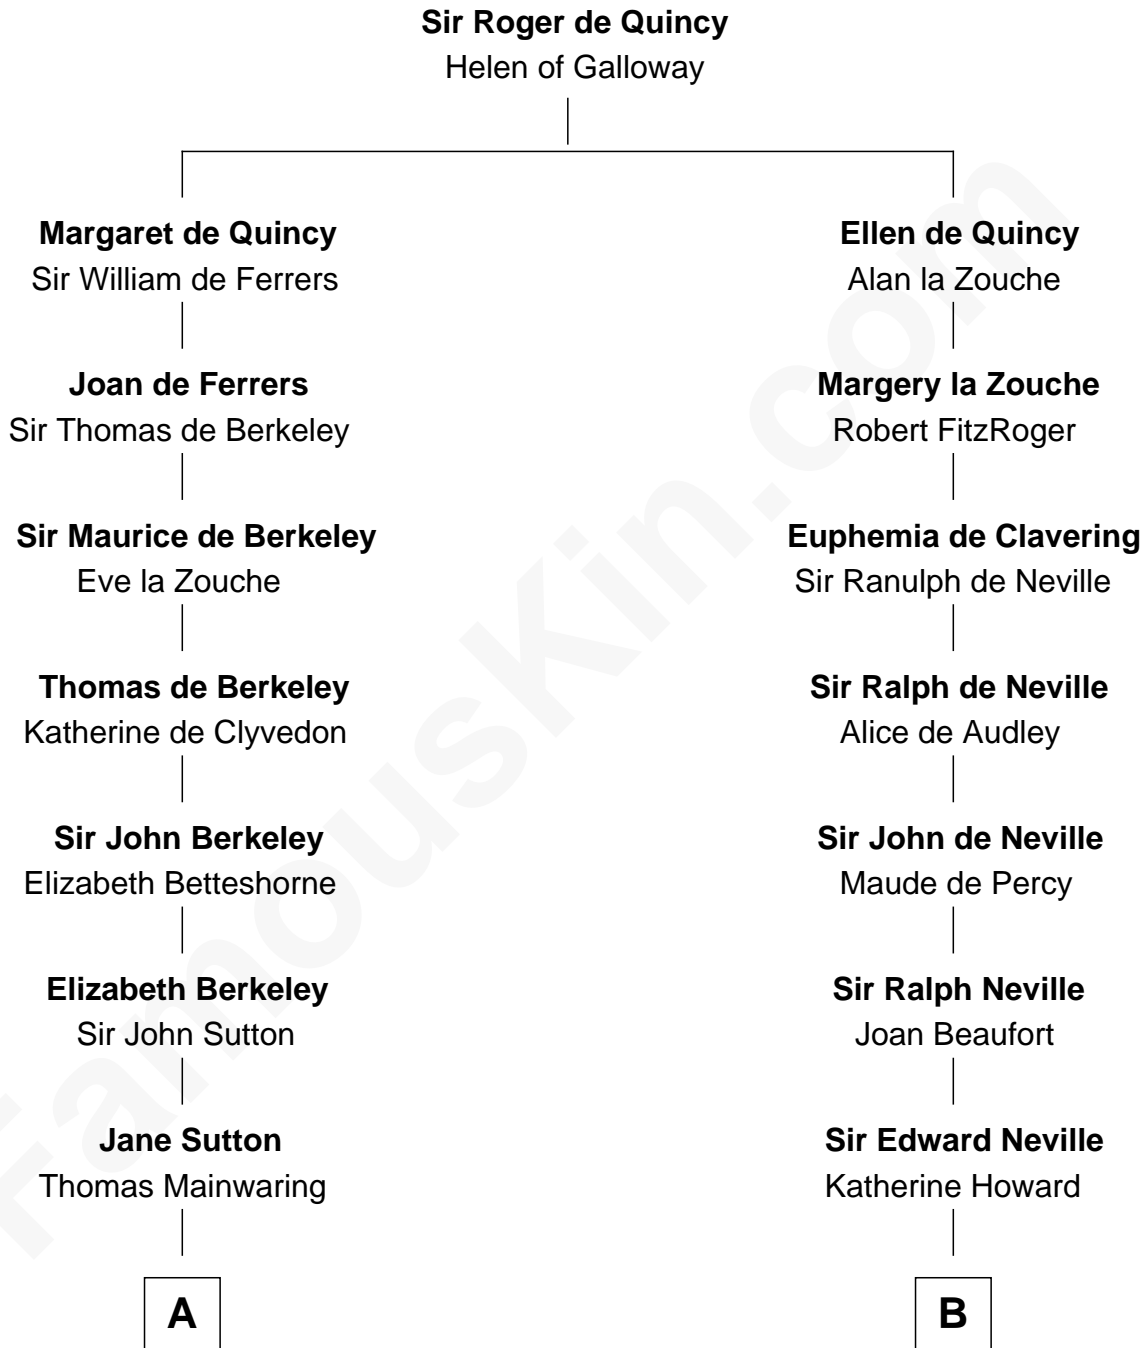 Sir Roger de Quincy
Helen of Galloway
Margaret de Quincy
Sir William de Ferrers
Ellen de Quincy
Alan la Zouche
Joan de Ferrers
Sir Thomas de Berkeley
Margery la Zouche
Robert FitzRoger
Sir Maurice de Berkeley
Eve la Zouche
Euphemia de Clavering
Sir Ranulph de Neville
Thomas de Berkeley
Katherine de Clyvedon
Sir Ralph de Neville
Alice de Audley
Sir John Berkeley
Elizabeth Betteshorne
Sir John de Neville
Maude de Percy
Elizabeth Berkeley
Sir John Sutton
Sir Ralph Neville
Joan Beaufort
Jane Sutton
Thomas Mainwaring
Sir Edward Neville
Katherine Howard
A
B
FamousKin.com